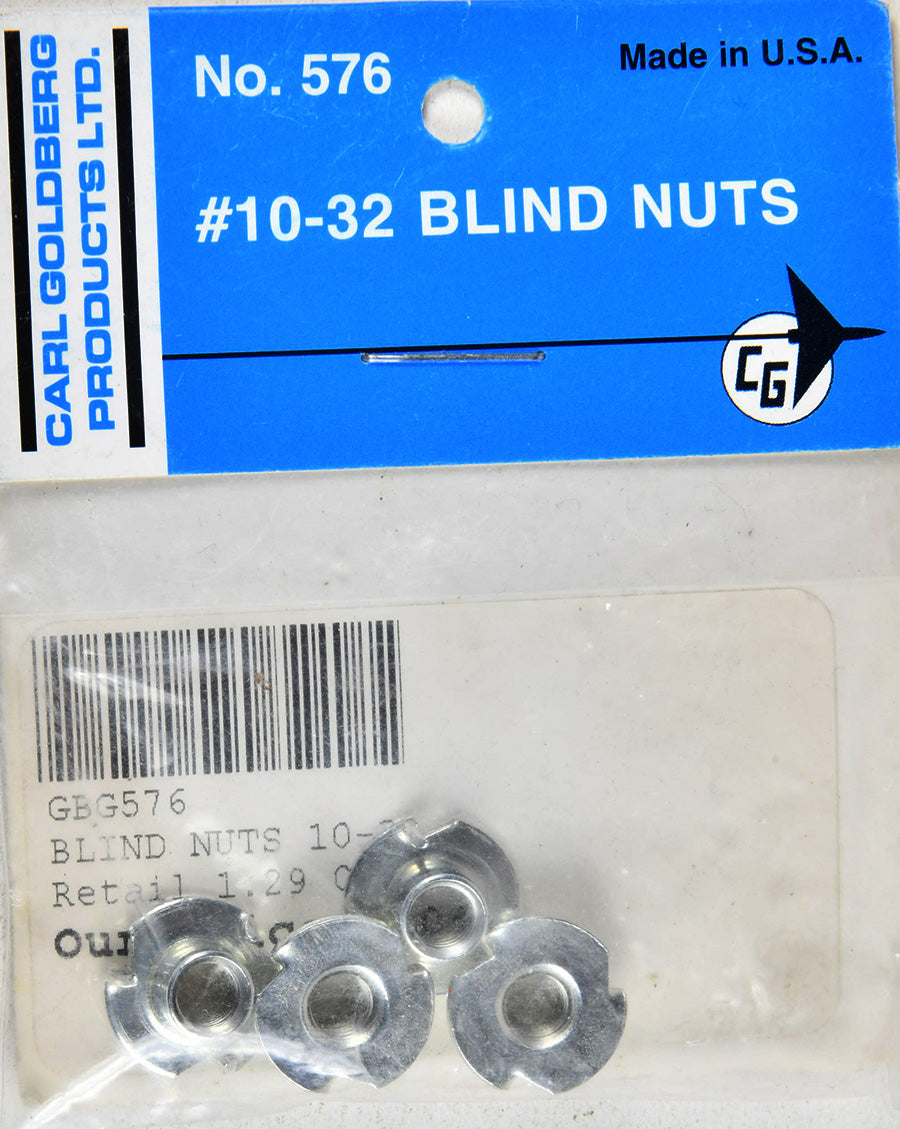 CARL GOLDBERG
PRODUCTS LTD.
No. 576
Made in U.S.A.
#10-32 BLIND NUTS
CG
GBG576
BLIND NUTS
Retail 1.29